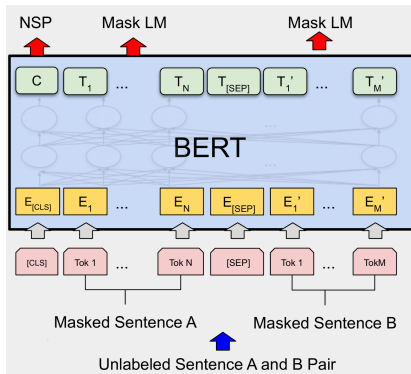 NSP Mask LM Mask LM
C T1 ... TN T[SEP] T1' ... TM'
...
BERT
...
E[CLS] E1 ... EN E[SEP] E1' ... EM'
[CLS] Tok 1 ... Tok N [SEP] Tok 1 ... TokM
Masked Sentence A Masked Sentence B
Unlabeled Sentence A and B Pair